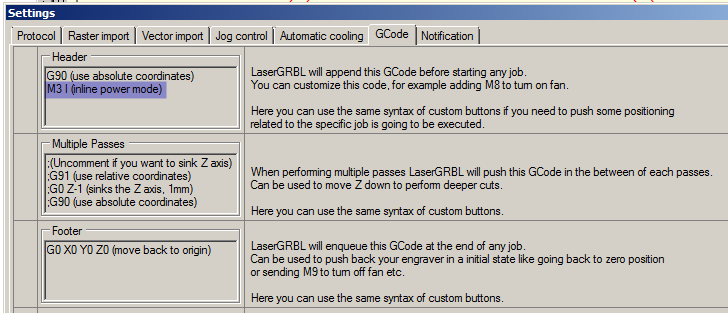 Settings
Protocol Raster import Vector import Jog control Automatic cooling GCode Notification
Header
G90 (use absolute coordinates)
M3 I (inline power mode)
LaserGRBL will append this GCode before starting any job.
You can customize this code, for example adding M8 to turn on fan.
Here you can use the same syntax of custom buttons if you need to push some positioning
related to the specific job is going to be executed.
Multiple Passes
;(Uncomment if you want to sink Z axis)
;G91 (use relative coordinates)
;G0 Z-1 (sinks the Z axis, 1mm)
;G90 (use absolute coordinates)
When performing multiple passes LaserGRBL will push this GCode in the between of each passes.
Can be used to move Z down to perform deeper cuts.
Here you can use the same syntax of custom buttons.
Footer
G0 X0 Y0 Z0 (move back to origin)
LaserGRBL will enqueue this GCode at the end of any job.
Can be used to push back your engraver in a initial state like going back to zero position
or sending M9 to turn off fan etc.
Here you can use the same syntax of custom buttons.